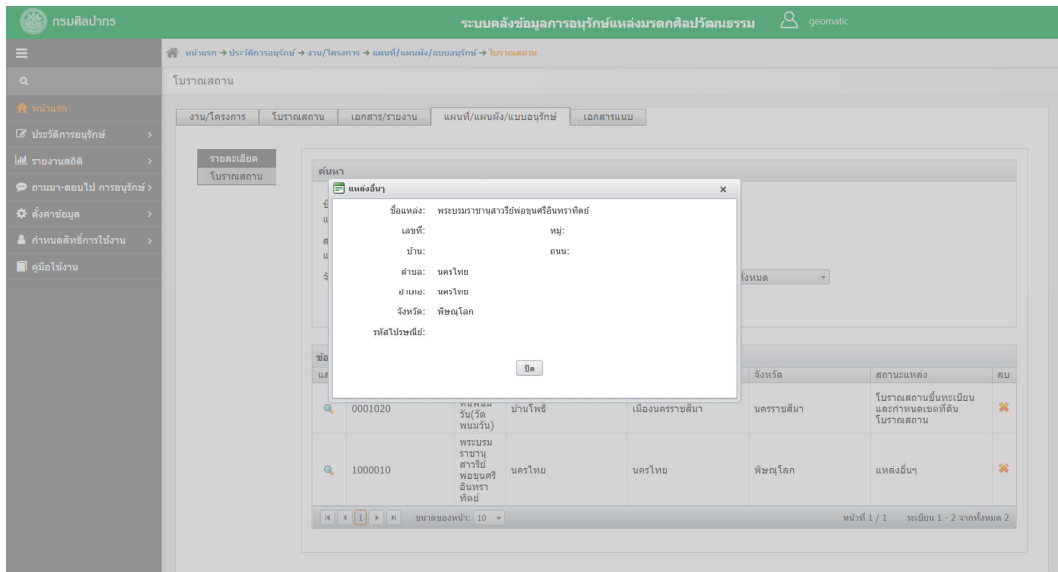 กรมศิลปากร
ระบบคลังข้อมูลการอนุรักษ์แหล่งมรดกศิลปวัฒนธรรม
geomatic
หน้าแรก → ประวัติการอนุรักษ์ → งาน/โครงการ → แผนที่/แผนผัง/แบบอนุรักษ์ → โบราณสถาน
โบราณสถาน
หน้าแรก
ประวัติการอนุรักษ์
รายงานสถิติ
ถามมา-ตอบไป การอนุรักษ์
ตั้งค่าข้อมูล
กำหนดสิทธิ์การใช้งาน
คู่มือใช้งาน
งาน/โครงการ
โบราณสถาน
เอกสาร/รายงาน
แผนที่/แผนผัง/แบบอนุรักษ์
เอกสารแนบ
รายละเอียด
โบราณสถาน
ค้นหา
แหล่งอื่นๆ
x
ชื่อแหล่ง: พระบรมราชานุสาวรีย์พ่อขุนศรีอินทราทิตย์
เลขที่: หมู่:
บ้าน: ถนน:
ตำบล: นครไทย
อำเภอ: นครไทย
จังหวัด: พิษณุโลก
รหัสไปรษณีย์:
ปิด
จังหวัด สถานะแหล่ง ลบ
0001020
วัน(วัด
พนมวัน)
บ้านโพธิ์
เมืองนครราชสีมา
นครราชสีมา
โบราณสถานขึ้นทะเบียน
และกำหนดเขตที่ดิน
โบราณสถาน
1000010
พระบรม
ราชานุ
สาวรีย์
พ่อขุนศรี
อินทรา
ทิตย์
นครไทย
นครไทย
พิษณุโลก
แหล่งอื่นๆ
1 ขนาดของหน้า: 10
หน้าที่ 1 / 1 ระเบียน 1 - 2 จากทั้งหมด 2